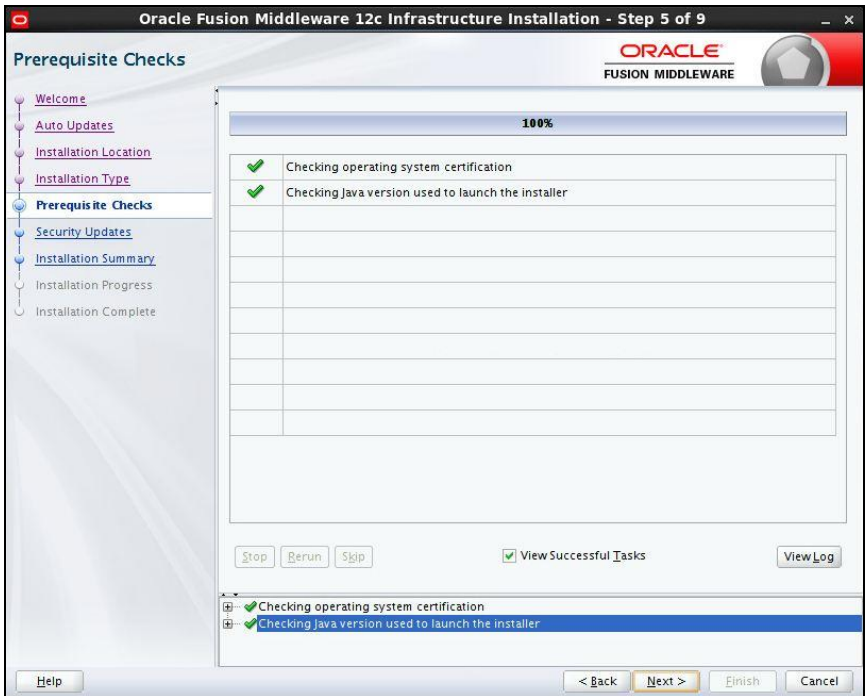 Oracle Fusion Middleware 12c Infrastructure Installation - Step 5 of 9
Prerequisite Checks
ORACLE
FUSION MIDDLEWARE
Welcome
Auto Updates
Installation Location
Installation Type
Prerequisite Checks
Security Updates
Installation Summary
Installation Progress
Installation Complete
100%
Checking operating system certification
Checking Java version used to launch the installer
Stop Rerun Skip View Successful Tasks View Log
Checking operating system certification
Checking Java version used to launch the installer
Help < Back Next > Finish Cancel